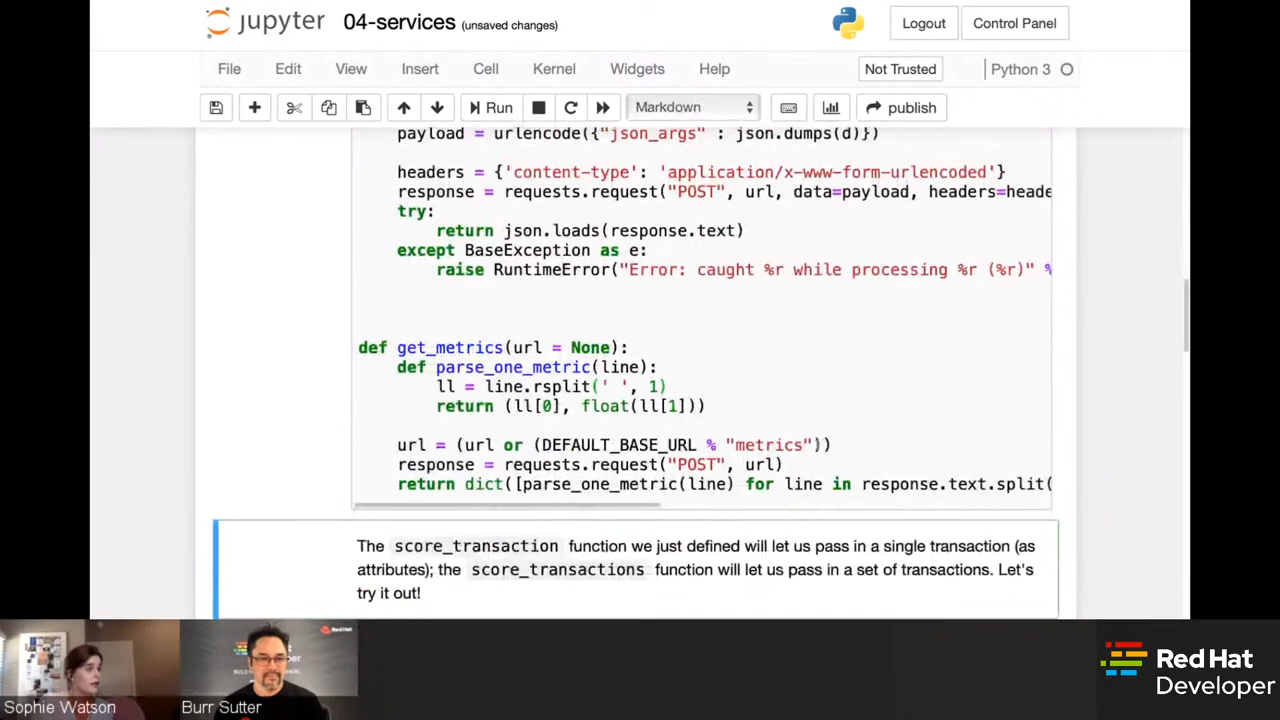 jupyter 04-services (unsaved changes) Logout Control Panel
File Edit View Insert Cell Kernel Widgets Help Not Trusted Python 3
Run Markdown publish
payload = urlencode({"json_args" : json.dumps(d)})
headers = {'content-type': 'application/x-www-form-urlencoded'}
response = requests.request("POST", url, data=payload, headers=heade
try:
return json.loads(response.text)
except BaseException as e:
raise RuntimeError("Error: caught %r while processing %r (%r)" %
def get_metrics(url = None):
def parse_one_metric(line):
ll = line.rsplit(' ', 1)
return (ll[0], float(ll[1]))
url = (url or (DEFAULT_BASE_URL % "metrics"))
response = requests.request("POST", url)
return dict([parse_one_metric(line) for line in response.text.split(
The score_transaction function we just defined will let us pass in a single transaction (as
attributes); the score_transactions function will let us pass in a set of transactions. Let's
try it out!
Red Hat
Developer
Sophie Watson
Burr Sutter
Red Hat
Developer